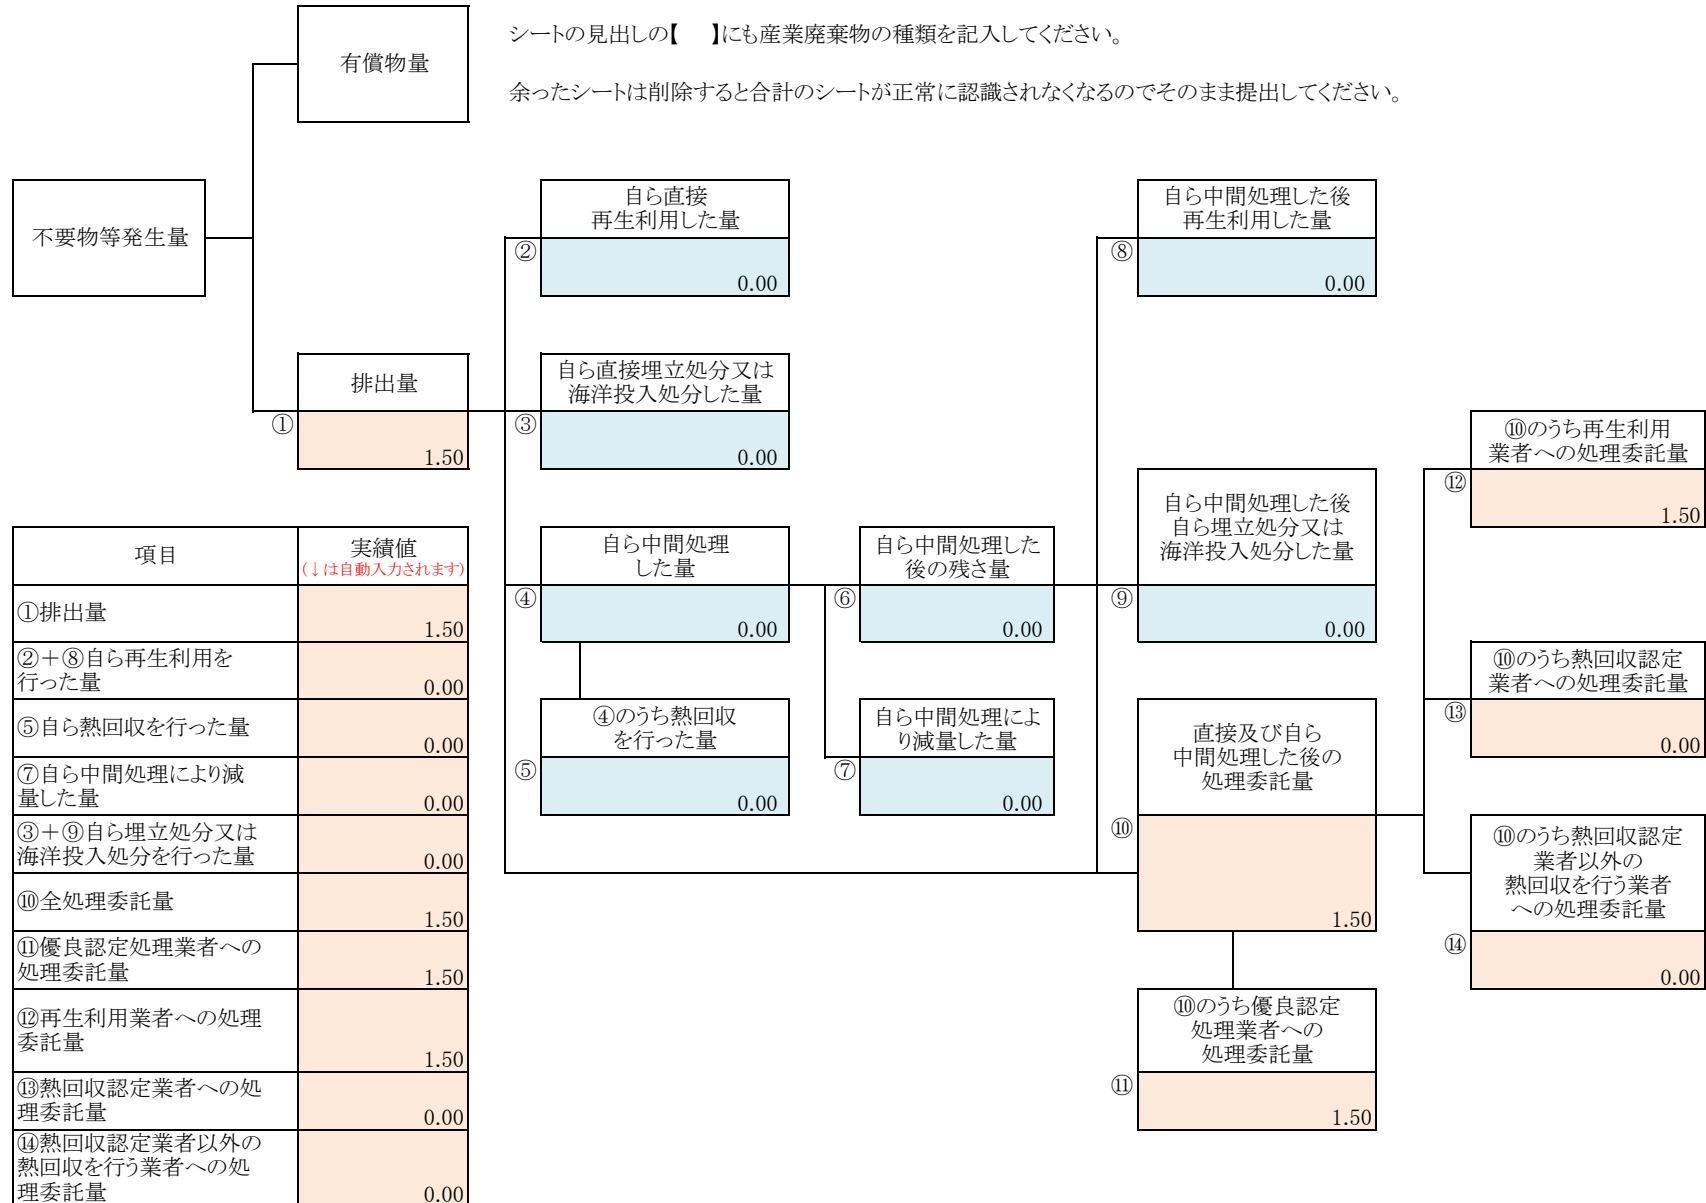 シートの見出しの【　】にも産業廃棄物の種類を記入してください。
余ったシートは削除すると合計のシートが正常に認識されなくなるのでそのまま提出してください。
有償物量
不要物等発生量
排出量
①
1.50
自ら直接
再生利用した量
②
0.00
自ら直接埋立処分又は
海洋投入処分した量
③
0.00
自ら中間処理
した量
④
0.00
④のうち熱回収
を行った量
⑤
0.00
自ら中間処理した
後の残さ量
⑥
0.00
自ら中間処理によ
り減量した量
⑦
0.00
自ら中間処理した後
再生利用した量
⑧
0.00
自ら中間処理した後
自ら埋立処分又は
海洋投入処分した量
⑨
0.00
直接及び自ら
中間処理した後の
処理委託量
⑩
1.50
⑩のうち優良認定
処理業者への
処理委託量
⑪
1.50
⑩のうち再生利用
業者への処理委託量
⑫
1.50
⑩のうち熱回収認定
業者への処理委託量
⑬
0.00
⑩のうち熱回収認定
業者以外の
熱回収を行う業者
への処理委託量
⑭
0.00
項目
実績値
(↓は自動入力されます)
①排出量
1.50
②＋⑧自ら再生利用を
行った量
0.00
⑤自ら熱回収を行った量
0.00
⑦自ら中間処理により減
量した量
0.00
③＋⑨自ら埋立処分又は
海洋投入処分を行った量
0.00
⑩全処理委託量
1.50
⑪優良認定処理業者への
処理委託量
1.50
⑫再生利用業者への処理
委託量
1.50
⑬熱回収認定業者への処
理委託量
0.00
⑭熱回収認定業者以外の
熱回収を行う業者への処
理委託量
0.00